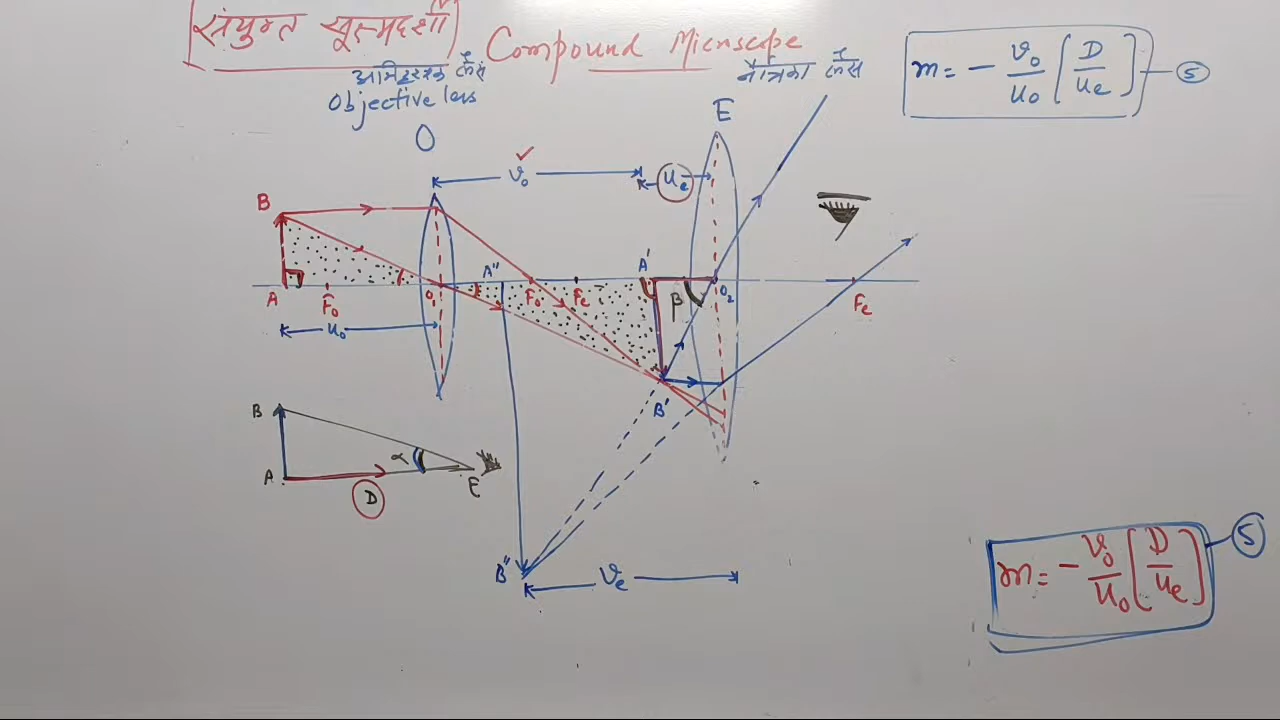 संयुग्त सूक्ष्मदर्शी
Compound Micnscope
अभिदृश्यक लेंस
Objective lens
नेत्रिका लेंस
m = - v₀/u₀ [D/uₑ] — ⑤
O
E
v₀ ✓
uₑ
B
A
F₀
u₀
O₁
A''
F₀
Fₑ
A'
β
O₂
Fₑ
B'
B
A
α
D
E
B''
vₑ
m = - v₀/u₀ [D/uₑ] — ⑤